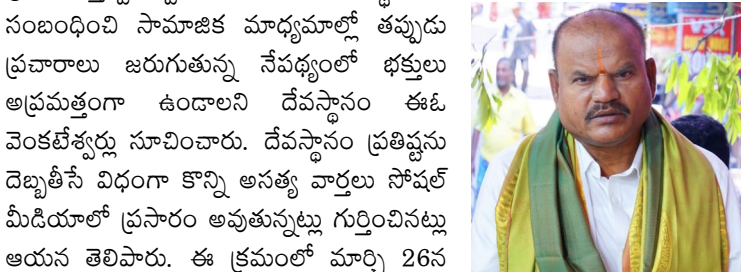 సంబంధించి సామాజిక మాధ్యమాల్లో తప్పుడు
ప్రచారాలు జరుగుతున్న నేపథ్యంలో భక్తులు
అప్రమత్తంగా ఉండాలని దేవస్థానం ఈఓ
వెంకటేశ్వర్లు సూచించారు. దేవస్థానం ప్రతిష్టను
దెబ్బతీసే విధంగా కొన్ని అసత్య వార్తలు సోషల్
మీడియాలో ప్రసారం అవుతున్నట్లు గుర్తించినట్లు
ఆయన తెలిపారు. ఈ క్రమంలో మార్చి 26న